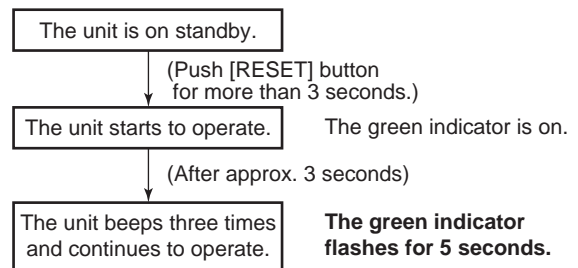 The unit is on standby.
(Push [RESET] button
for more than 3 seconds.)
The unit starts to operate.
The green indicator is on.
(After approx. 3 seconds)
The unit beeps three times
and continues to operate.
The green indicator
flashes for 5 seconds.